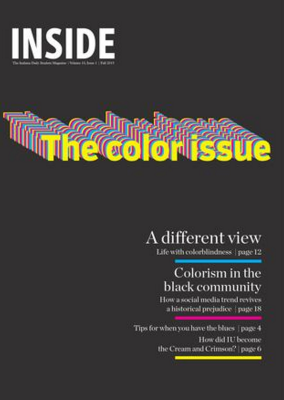 INSIDE
The Indiana Daily Student Magazine | Volume 10, Issue 1 | Fall 2015
The color issue
A different view
Life with colorblindness | page 12
Colorism in the
black community
How a social media trend revives
a historical prejudice | page 18
Tips for when you have the blues | page 4
How did IU become
the Cream and Crimson? | page 6